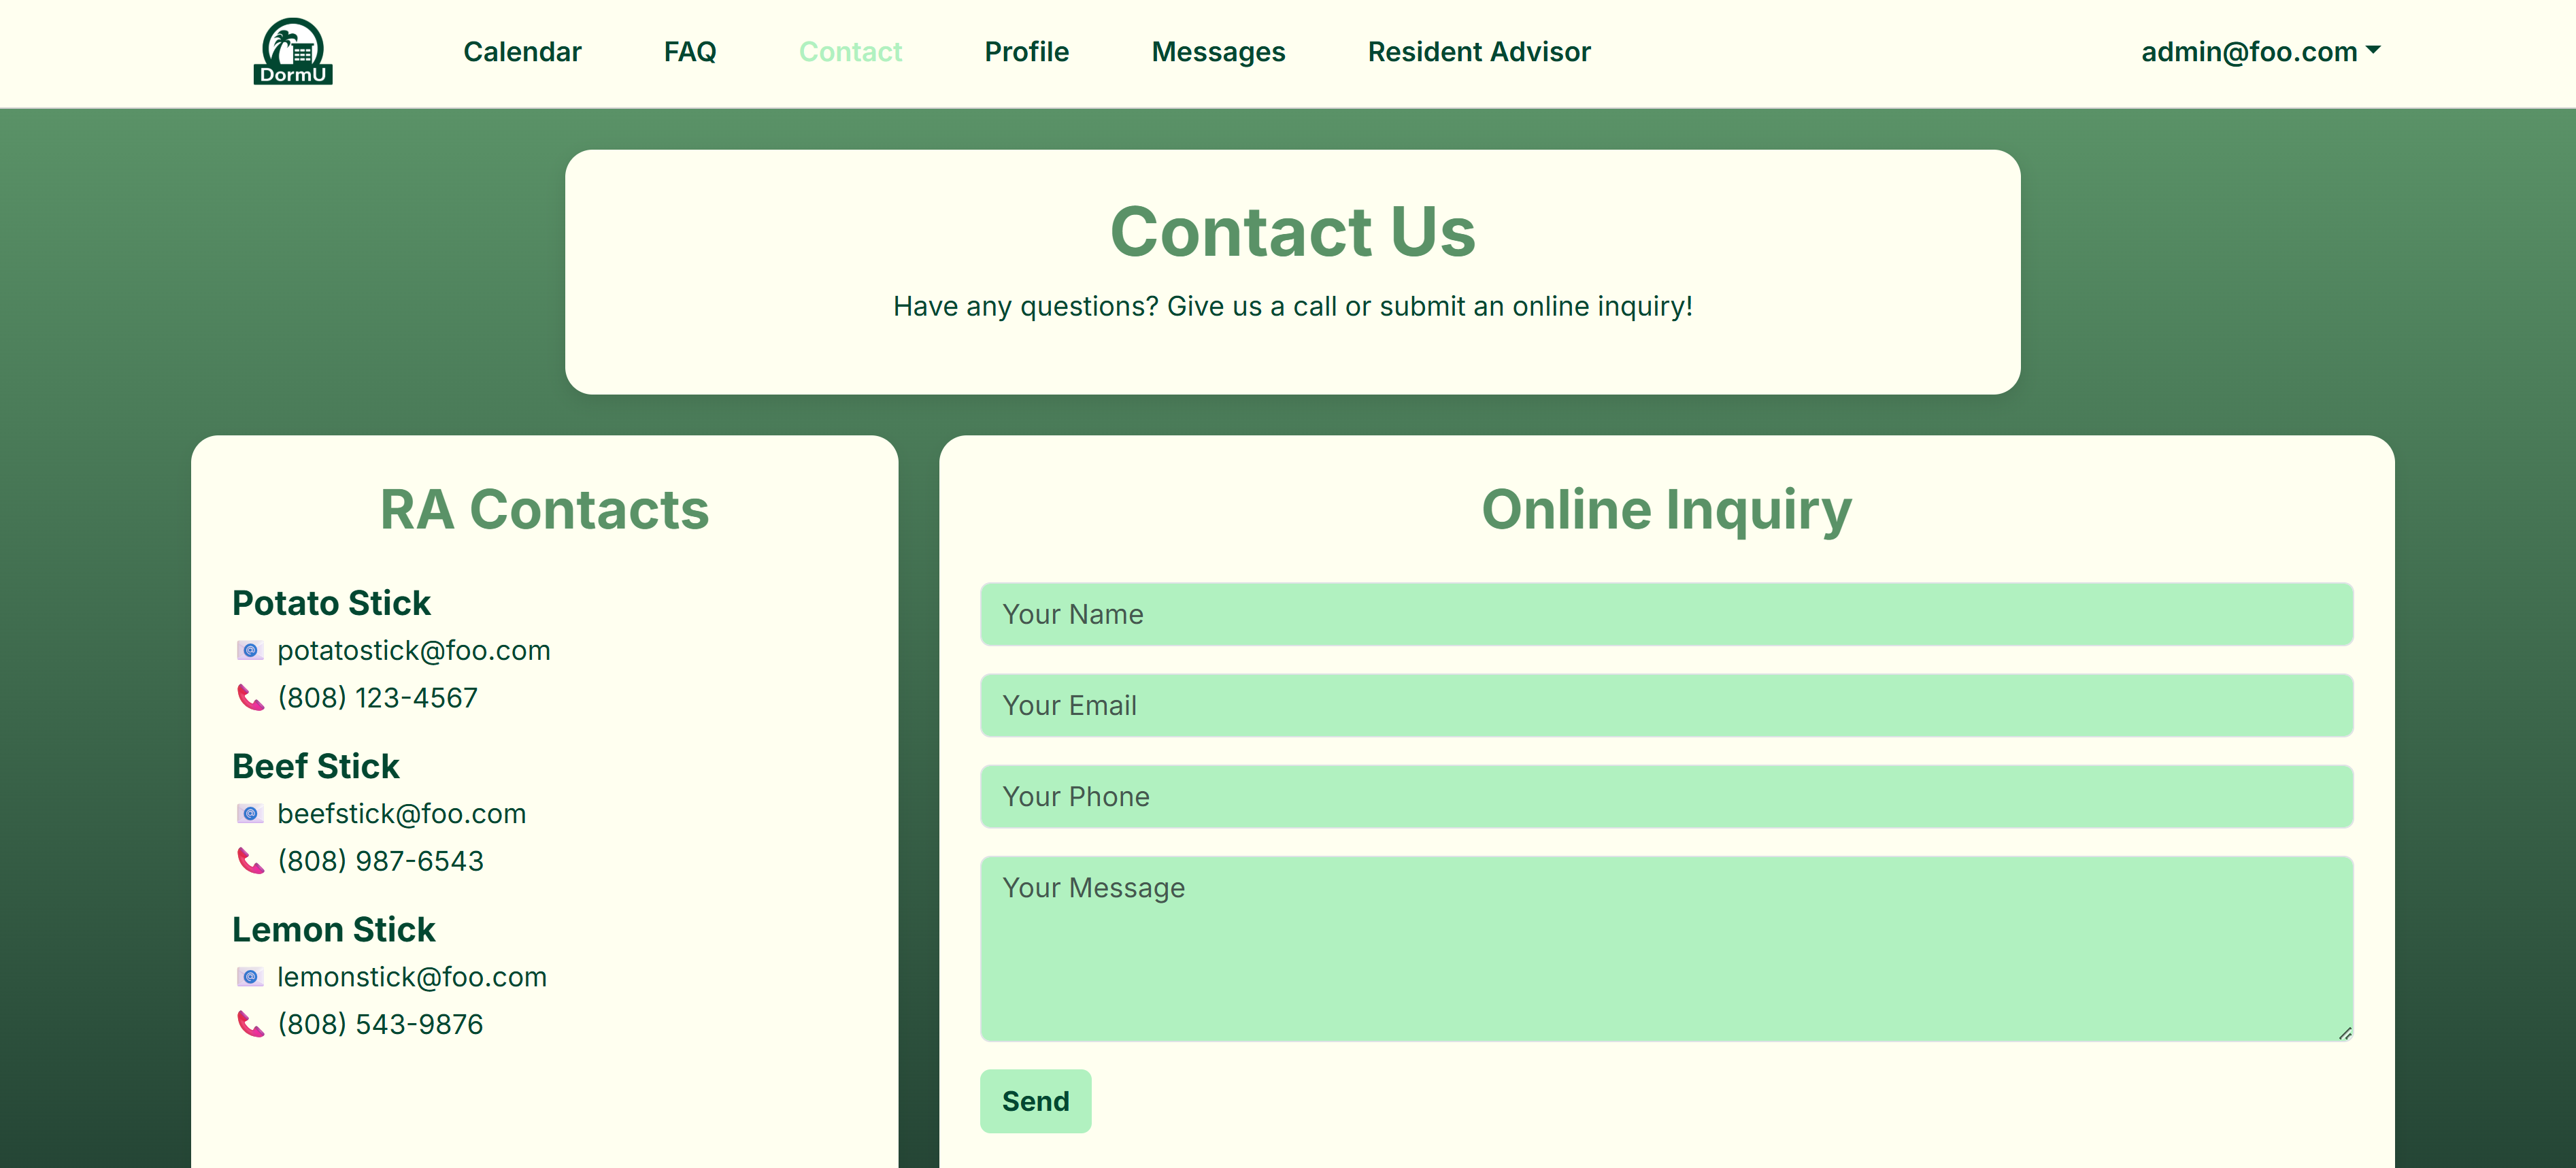 DormU
Calendar FAQ Contact Profile Messages Resident Advisor admin@foo.com
Contact Us
Have any questions? Give us a call or submit an online inquiry!
RA Contacts
Potato Stick
potatostick@foo.com
(808) 123-4567
Beef Stick
beefstick@foo.com
(808) 987-6543
Lemon Stick
lemonstick@foo.com
(808) 543-9876
Online Inquiry
Your Name
Your Email
Your Phone
Your Message
Send